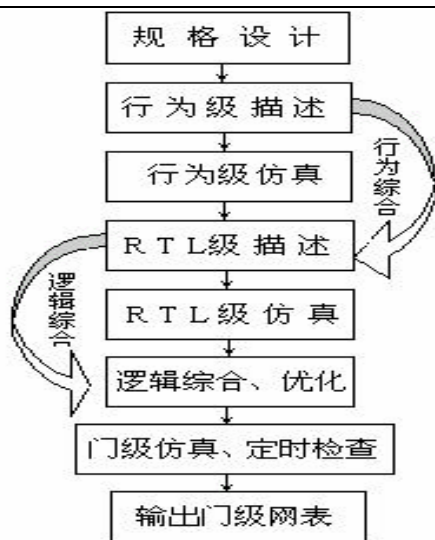 规格设计
行为级描述
行为综合
行为级仿真
RTL级描述
逻辑综合
RTL级仿真
逻辑综合、优化
门级仿真、定时检查
输出门级网表